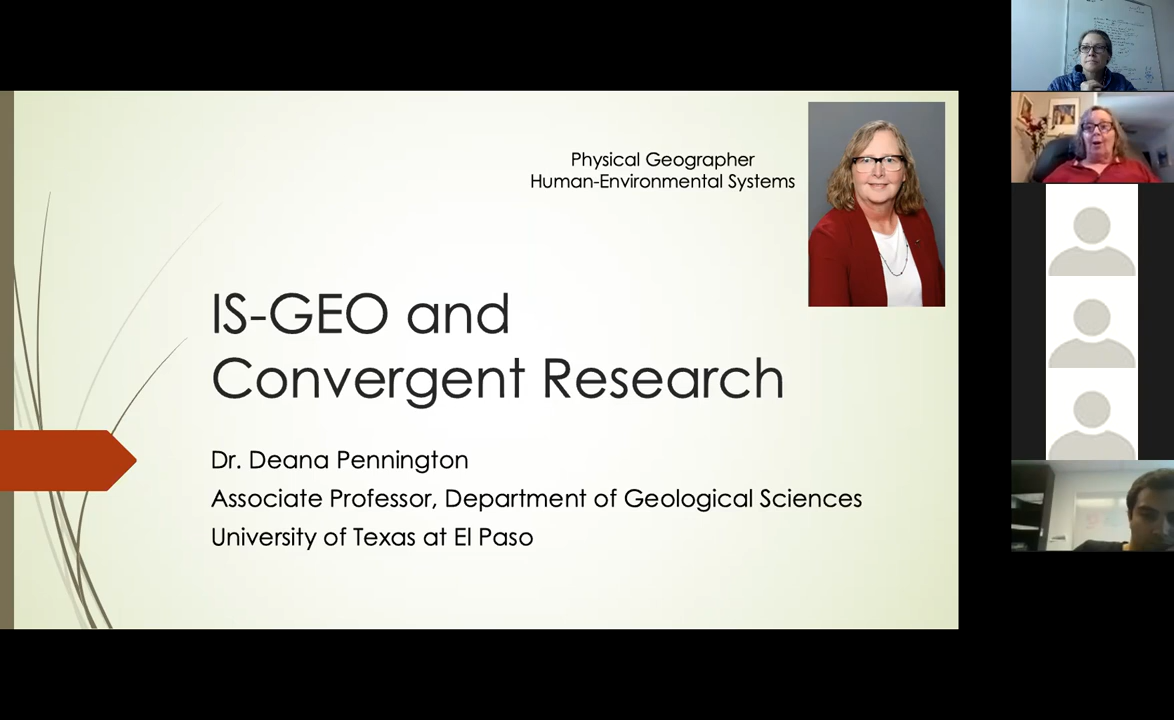 Physical Geographer
Human-Environmental Systems
IS-GEO and
Convergent Research
Dr. Deana Pennington
Associate Professor, Department of Geological Sciences
University of Texas at El Paso